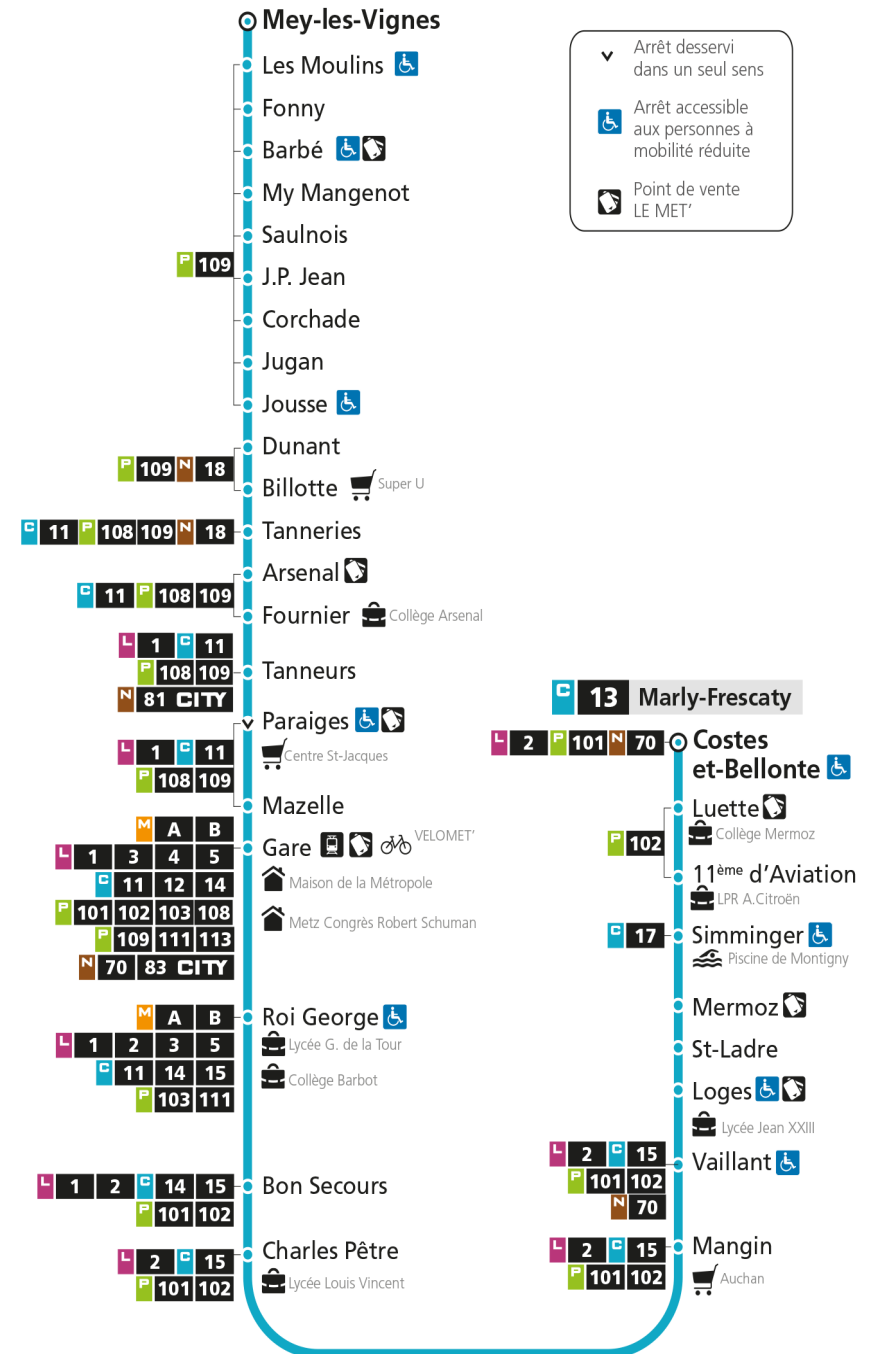 Mey-les-Vignes
Les Moulins
Fonny
Barbé
My Mangenot
Saulnois
P 109
J.P. Jean
Corchade
Jugan
Jousse
Dunant
P 109 N 18
Billotte Super U
C 11 P 108 109 N 18 Tanneries
Arsenal
C 11 P 108 109
Fournier Collège Arsenal
L 1 C 11
P 108 109 Tanneurs
N 81 CITY
Paraiges
L 1 C 11 Centre St-Jacques
P 108 109
Mazelle
M A B
L 1 3 4 5 Gare VELOMET'
C 11 12 14 Maison de la Métropole
P 101 102 103 108
P 109 111 113 Metz Congrès Robert Schuman
N 70 83 CITY
M A B Roi George
L 1 2 3 5 Lycée G. de la Tour
C 11 14 15 Collège Barbot
P 103 111
L 1 2 C 14 15 Bon Secours
P 101 102
L 2 C 15 Charles Pêtre
P 101 102 Lycée Louis Vincent
Arrêt desservi
dans un seul sens
Arrêt accessible
aux personnes à
mobilité réduite
Point de vente
LE MET'
C 13 Marly-Frescaty
L 2 P 101 N 70 Costes
et-Bellonte
Luette
P 102 Collège Mermoz
11ème d'Aviation
LPR A.Citroën
C 17 Simminger
Piscine de Montigny
Mermoz
St-Ladre
Loges
Lycée Jean XXIII
L 2 C 15 Vaillant
P 101 102
N 70
L 2 C 15 Mangin
P 101 102 Auchan